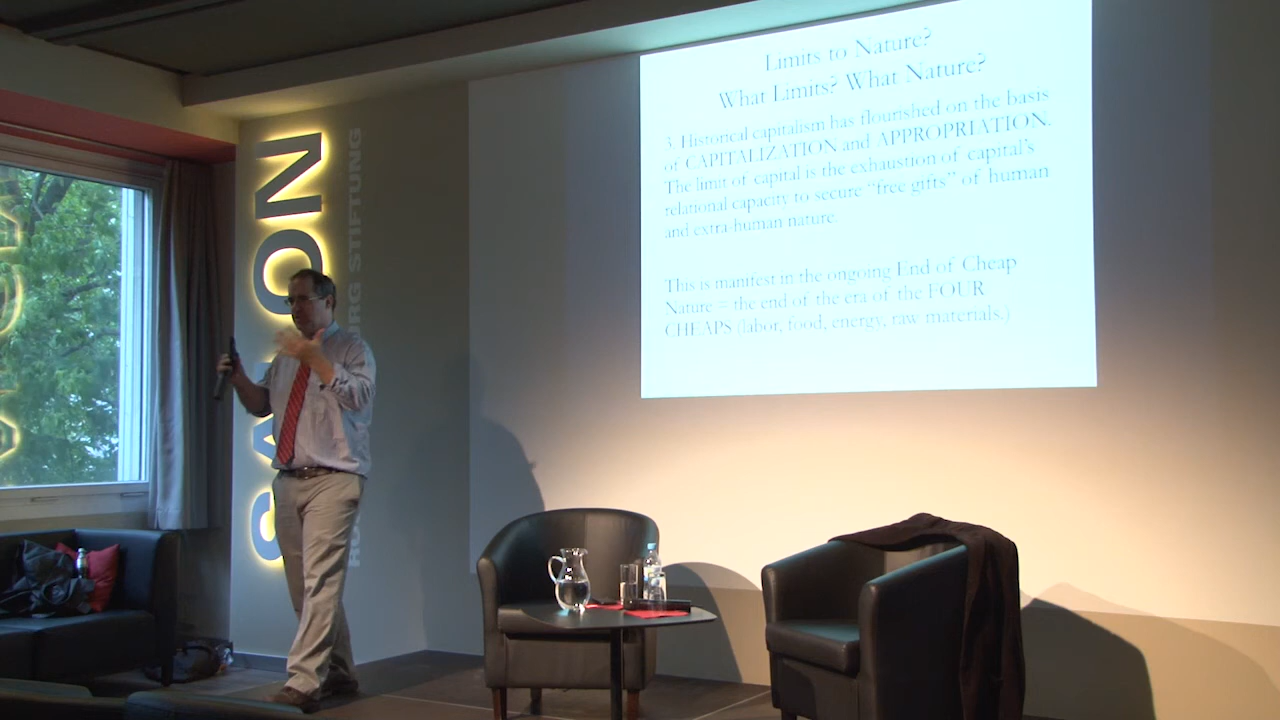 Limits to Nature?
What Limits? What Nature?
3. Historical capitalism has flourished on the basis
of CAPITALIZATION and APPROPRIATION.
The limit of capital is the exhaustion of capital's
relational capacity to secure "free gifts" of human
and extra-human nature.
This is manifest in the ongoing End of Cheap
Nature = the end of the era of the FOUR
CHEAPS (labor, food, energy, raw materials.)
STIFTUNG